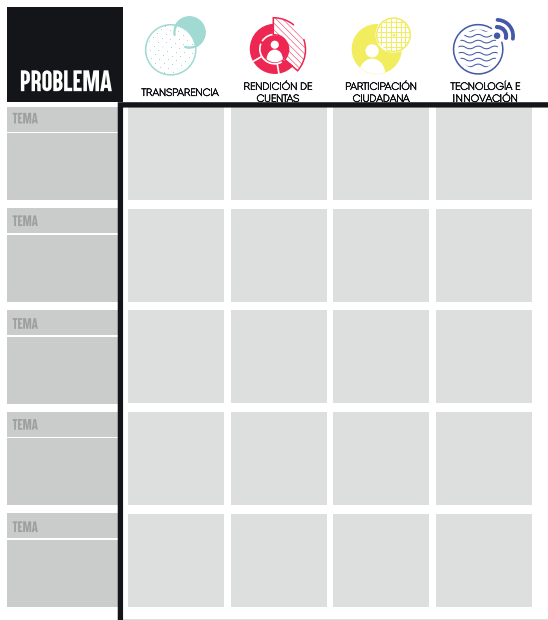 PROBLEMA
TRANSPARENCIA
RENDICIÓN DE
CUENTAS
PARTICIPACIÓN
CIUDADANA
TECNOLOGÍA E
INNOVACIÓN
TEMA
TEMA
TEMA
TEMA
TEMA